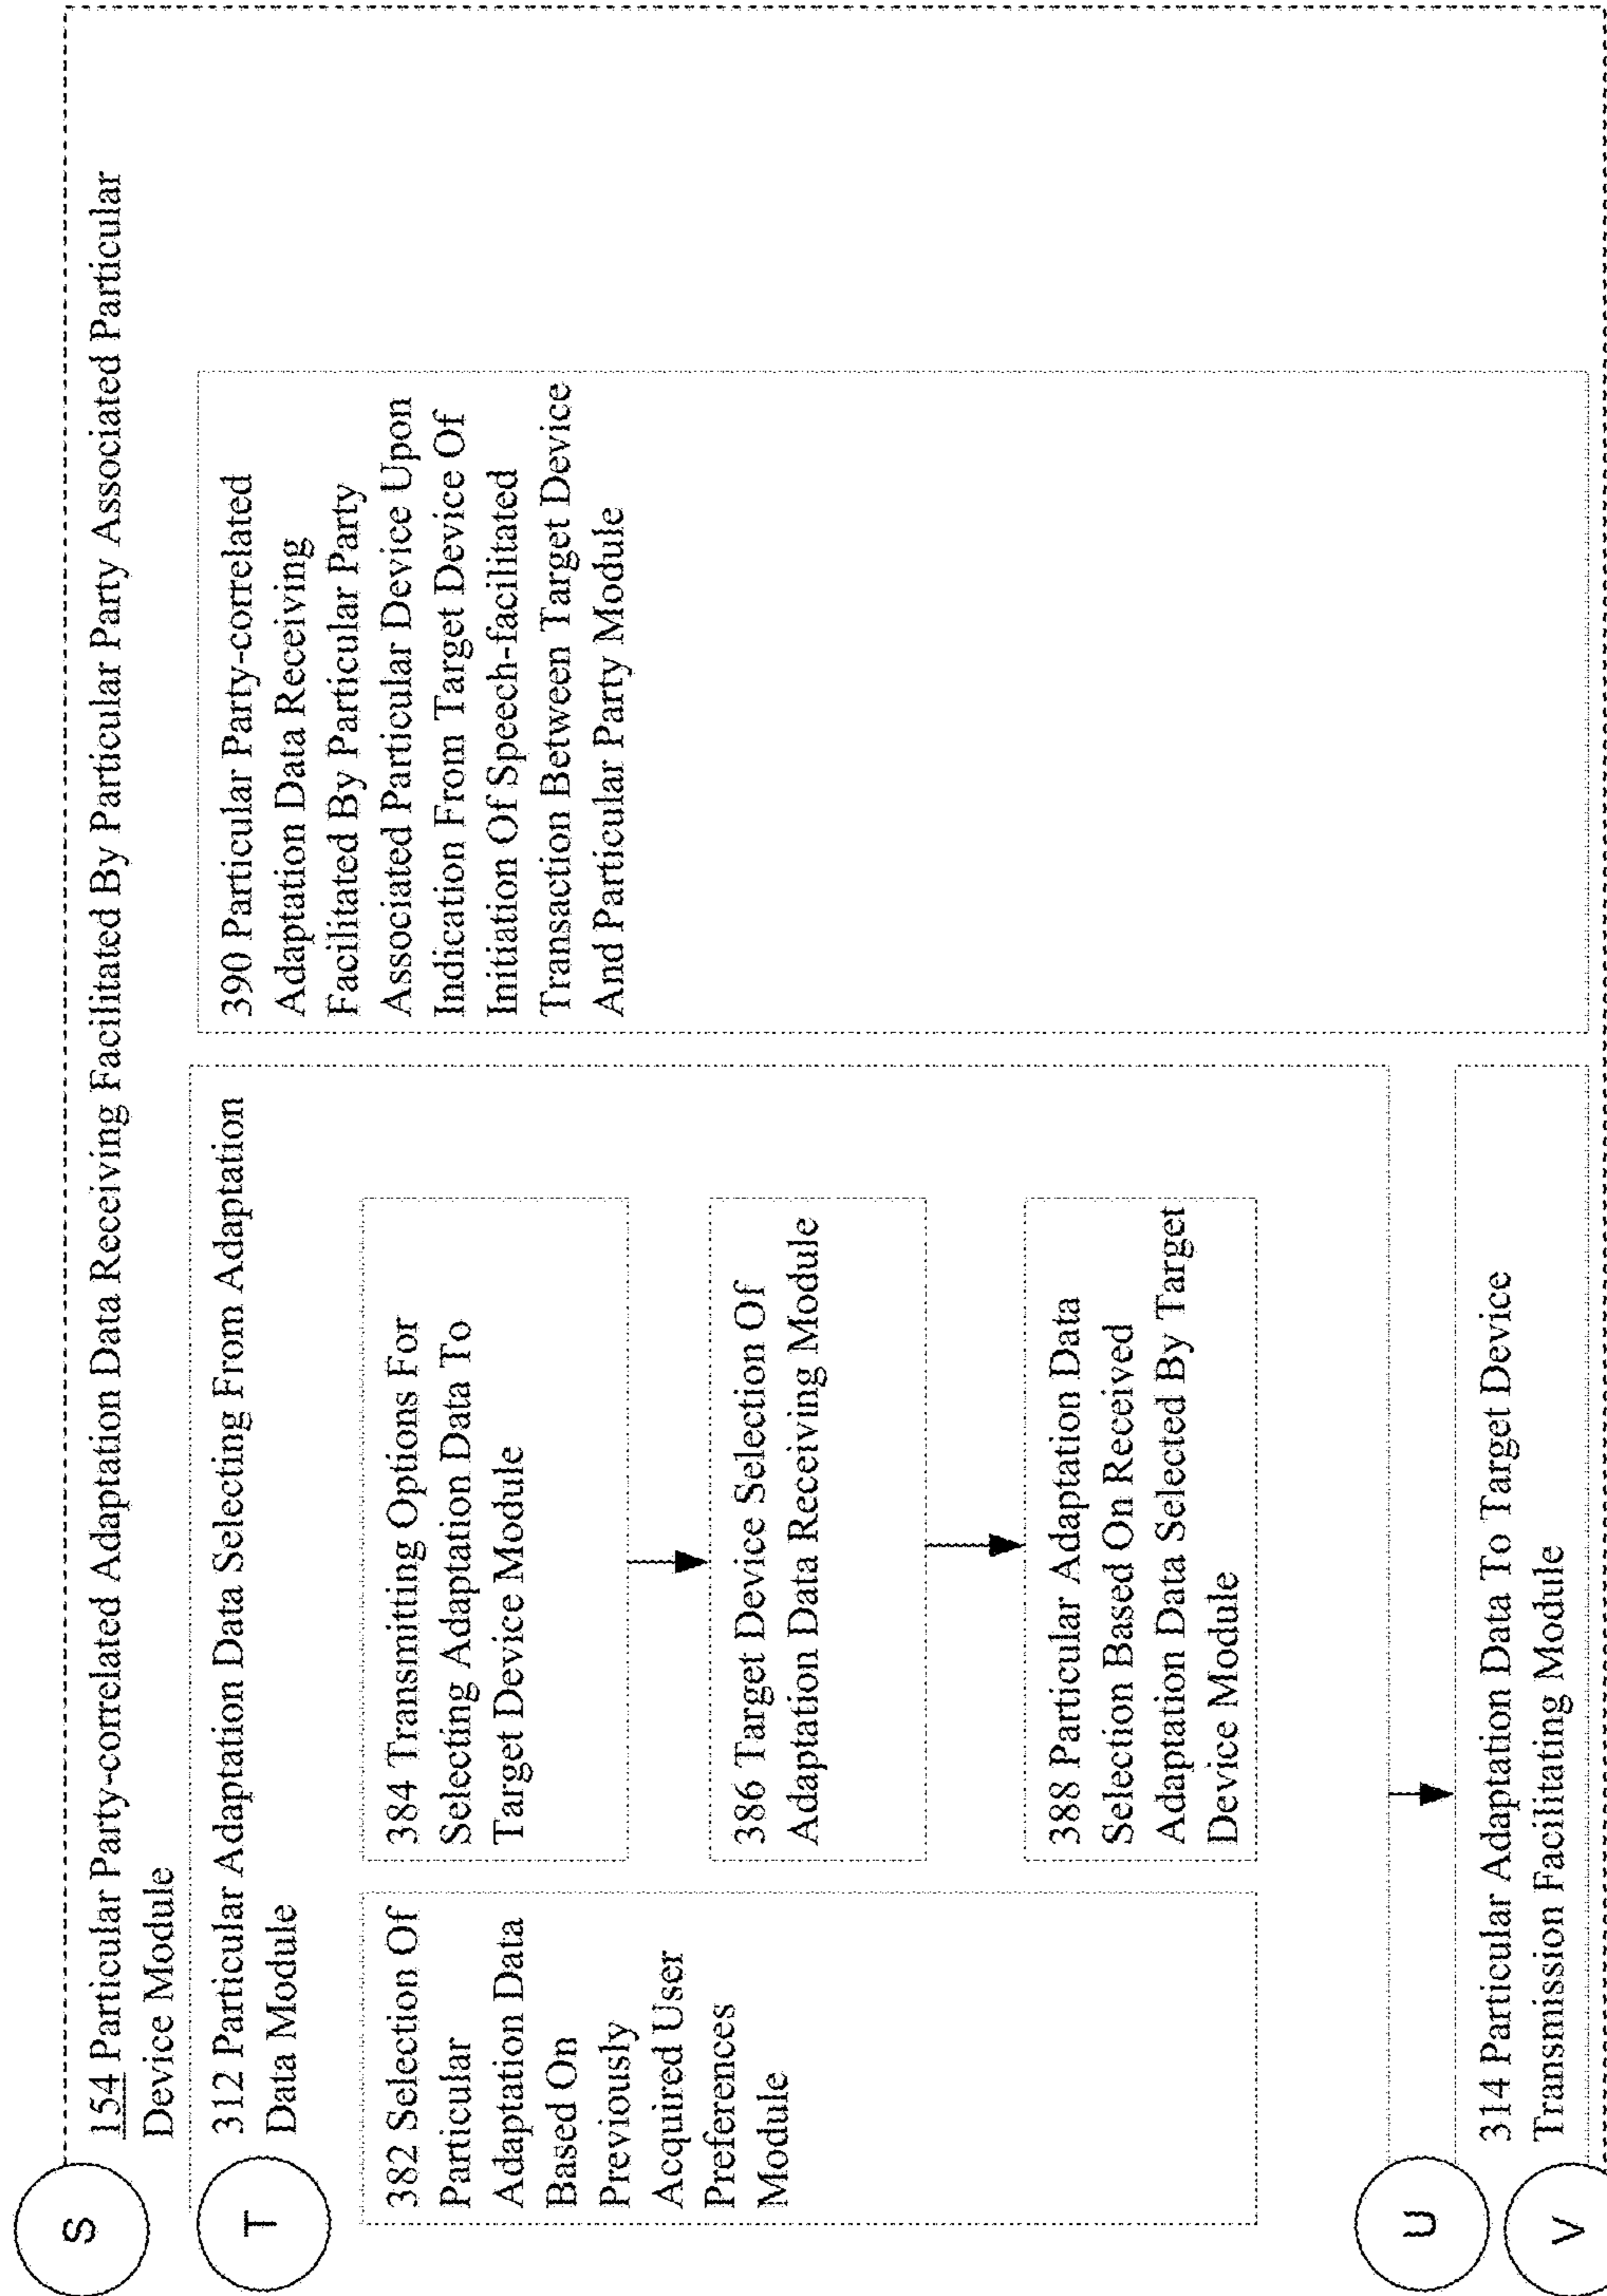 S
154 Particular Party-correlated Adaptation Data Receiving Facilitated By Particular Party Associated Particular
Device Module
T
312 Particular Adaptation Data Selecting From Adaptation
Data Module
382 Selection Of
Particular
Adaptation Data
Based On
Previously
Acquired User
Preferences
Module
384 Transmitting Options For
Selecting Adaptation Data To
Target Device Module
386 Target Device Selection Of
Adaptation Data Receiving Module
388 Particular Adaptation Data
Selection Based On Received
Adaptation Data Selected By Target
Device Module
390 Particular Party-correlated
Adaptation Data Receiving
Facilitated By Particular Party
Associated Particular Device Upon
Indication From Target Device Of
Initiation Of Speech-facilitated
Transaction Between Target Device
And Particular Party Module
U
314 Particular Adaptation Data To Target Device
Transmission Facilitating Module
V